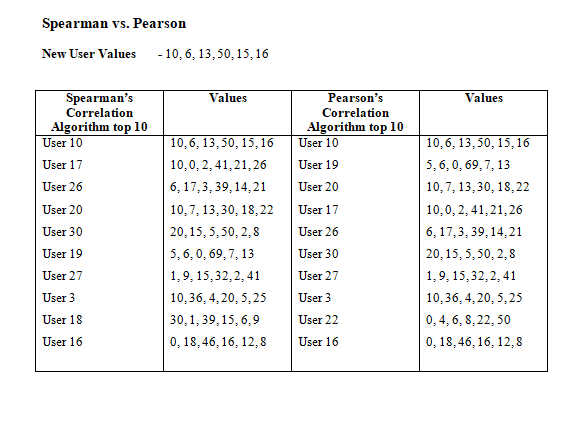 Spearman vs. Pearson
New User Values - 10, 6, 13, 50, 15, 16
Spearman's Correlation Algorithm top 10 Values Pearson's Correlation Algorithm top 10 Values
User 10 10, 6, 13, 50, 15, 16 User 10 10, 6, 13, 50, 15, 16
User 17 10, 0, 2, 41, 21, 26 User 19 5, 6, 0, 69, 7, 13
User 26 6, 17, 3, 39, 14, 21 User 20 10, 7, 13, 30, 18, 22
User 20 10, 7, 13, 30, 18, 22 User 17 10, 0, 2, 41, 21, 26
User 30 20, 15, 5, 50, 2, 8 User 26 6, 17, 3, 39, 14, 21
User 19 5, 6, 0, 69, 7, 13 User 30 20, 15, 5, 50, 2, 8
User 27 1, 9, 15, 32, 2, 41 User 27 1, 9, 15, 32, 2, 41
User 3 10, 36, 4, 20, 5, 25 User 3 10, 36, 4, 20, 5, 25
User 18 30, 1, 39, 15, 6, 9 User 22 0, 4, 6, 8, 22, 50
User 16 0, 18, 46, 16, 12, 8 User 16 0, 18, 46, 16, 12, 8